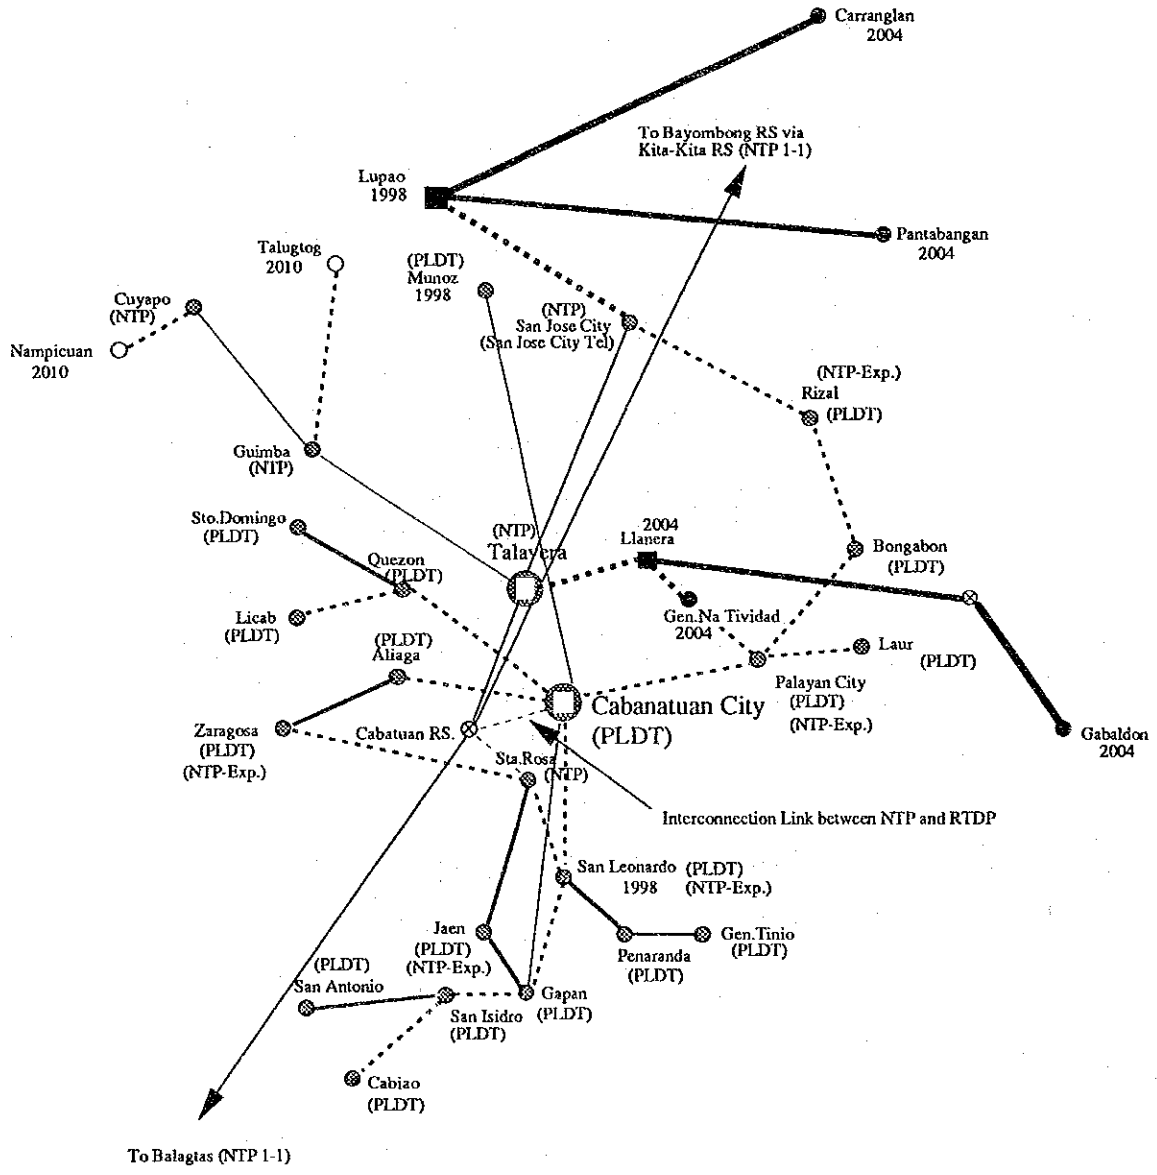 Carranglan
2004
To Bayombong RS via
Kita-Kita RS (NTP 1-1)
Lupao
1998
Pantabangan
2004
Talugtog
2010
(PLDT)
Munoz
1998
Cuyapo
(NTP)
(NTP)
San Jose City
(San Jose City Tel)
Nampicuan
2010
(NTP-Exp.)
Rizal
(PLDT)
Guimba
(NTP)
Sto.Domingo
(PLDT)
(NTP)
Talavera
2004
Llanera
Bongabon
(PLDT)
Quezon
(PLDT)
Licab
(PLDT)
Gen.Na Tividad
2004
(PLDT)
Aliaga
Laur
(PLDT)
Palayan City
(PLDT)
(NTP-Exp.)
Cabanatuan City
(PLDT)
Zaragosa
(PLDT)
(NTP-Exp.)
Cabatuan RS.
Gabaldon
2004
Sta.Rosa
(NTP)
Interconnection Link between NTP and RTDP
San Leonardo
1998
(PLDT)
(NTP-Exp.)
Jaen
(PLDT)
(NTP-Exp.)
Penaranda
(PLDT)
Gen.Tinio
(PLDT)
(PLDT)
San Antonio
San Isidro
(PLDT)
Gapan
(PLDT)
Cabiao
(PLDT)
To Balagtas (NTP 1-1)